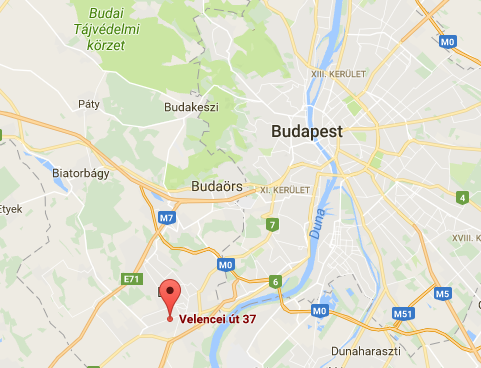 Budai
Tájvédelmi
körzet
M0
XIII. KERÜLET
Páty
Budakeszi
Budapest
Biatorbágy
Budaörs
XI. KERÜLET
4
Etyek
M7
7
Duna
XVIII. K
M0
E71
6
M5
M0
M51
Velencei út 37
Dunaharaszti